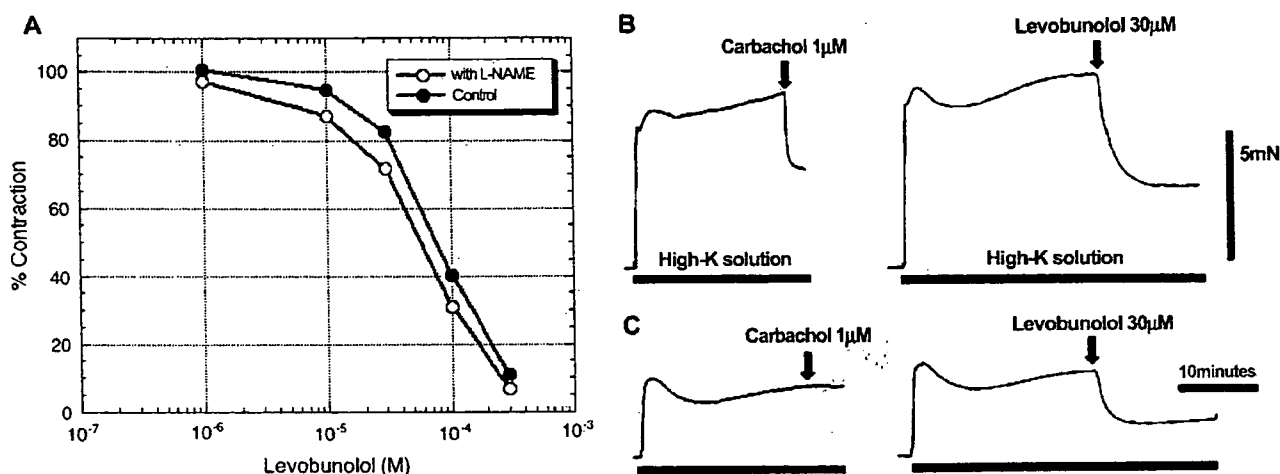 A
% Contraction
100
80
60
40
20
0
with L-NAME
Control
10-7
10-6
10-5
10-4
10-3
Levobunolol (M)
B
Carbachol 1µM
Levobunolol 30µM
5mN
High-K solution
High-K solution
C
Carbachol 1µM
Levobunolol 30µM
10minutes